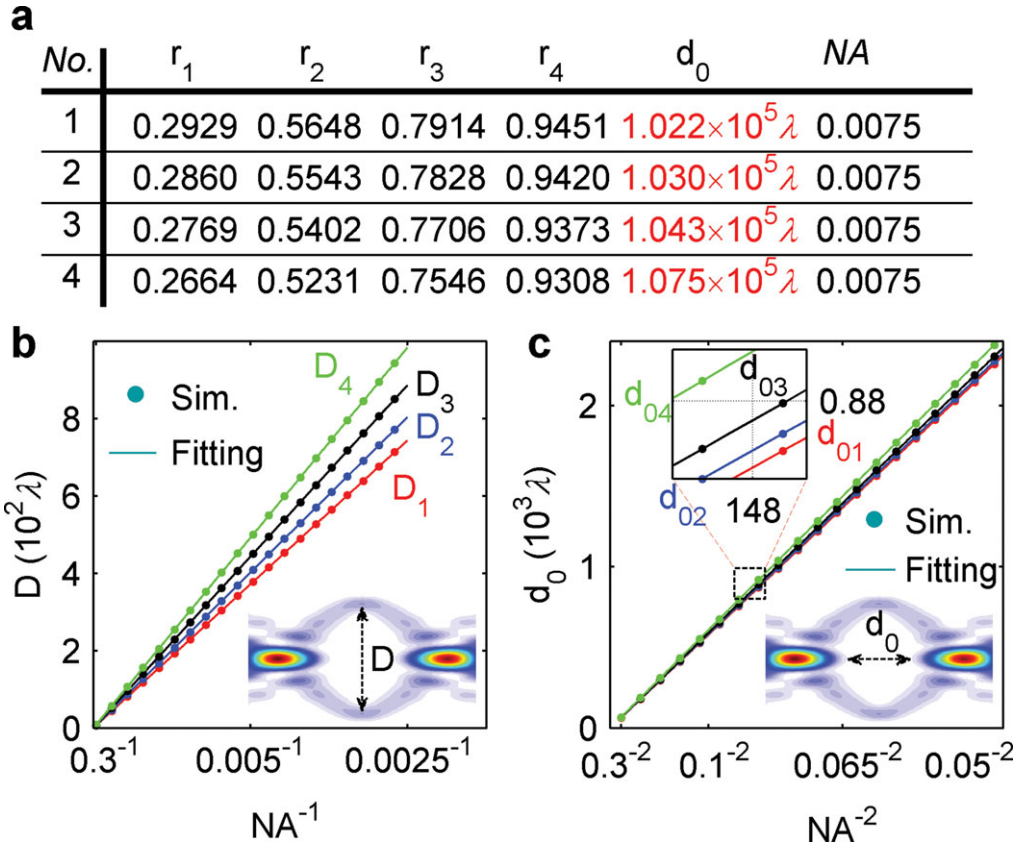 a
No. r1 r2 r3 r4 d0 NA
1 0.2929 0.5648 0.7914 0.9451 1.022×10^5 λ 0.0075
2 0.2860 0.5543 0.7828 0.9420 1.030×10^5 λ 0.0075
3 0.2769 0.5402 0.7706 0.9373 1.043×10^5 λ 0.0075
4 0.2664 0.5231 0.7546 0.9308 1.075×10^5 λ 0.0075
b
D (10^2 λ)
8
6
4
2
0
Sim.
Fitting
D4
D3
D2
D1
D
0.3^-1 0.005^-1 0.0025^-1
NA^-1
c
d0 (10^3 λ)
2
1
0
d04
d03
0.88
d01
d02
148
Sim.
Fitting
d0
0.3^-2 0.1^-2 0.065^-2 0.05^-2
NA^-2